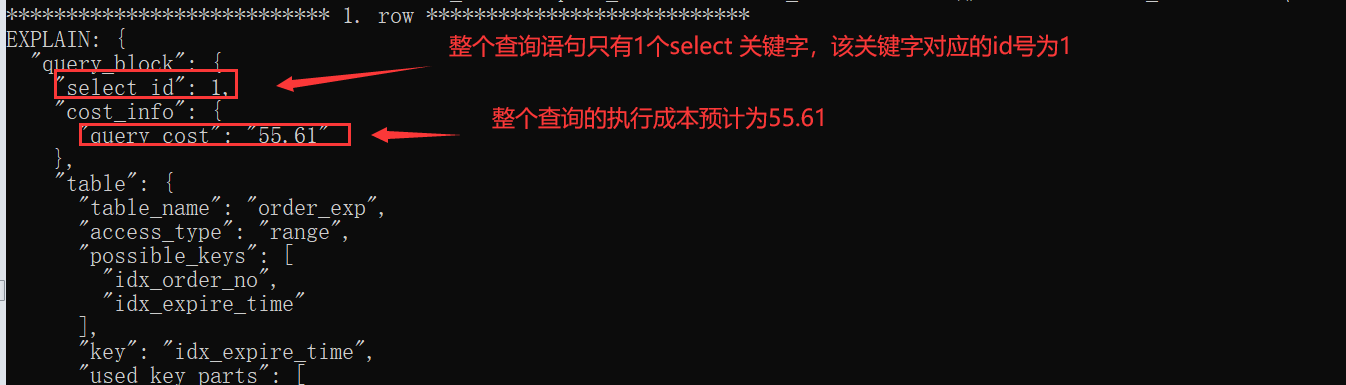 *************************** 1. row ***************************
EXPLAIN: {
"query_block": {
整个查询语句只有1个select 关键字，该关键字对应的id号为1
"select_id": 1,
"cost_info": {
整个查询的执行成本预计为55.61
"query_cost": "55.61"
},
"table": {
"table_name": "order_exp",
"access_type": "range",
"possible_keys": [
"idx_order_no",
"idx_expire_time"
],
"key": "idx_expire_time",
"used_key_parts": [